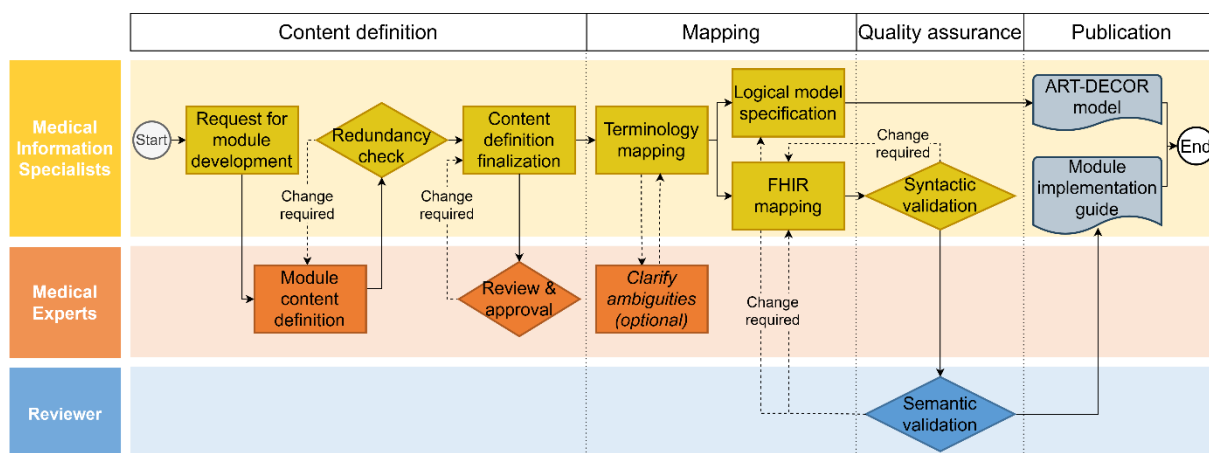 Content definition
Mapping
Quality assurance
Publication
Medical
Information
Specialists
Start
Request for
module
development
Redundancy
check
Content
definition
finalization
Terminology
mapping
Logical model
specification
FHIR
mapping
Change
required
Syntactic
validation
ART-DECOR
model
Module
implementation
guide
End
Change
required
Change
required
Medical
Experts
Module
content
definition
Review &
approval
Clarify
ambiguities
(optional)
Change
required
Reviewer
Semantic
validation